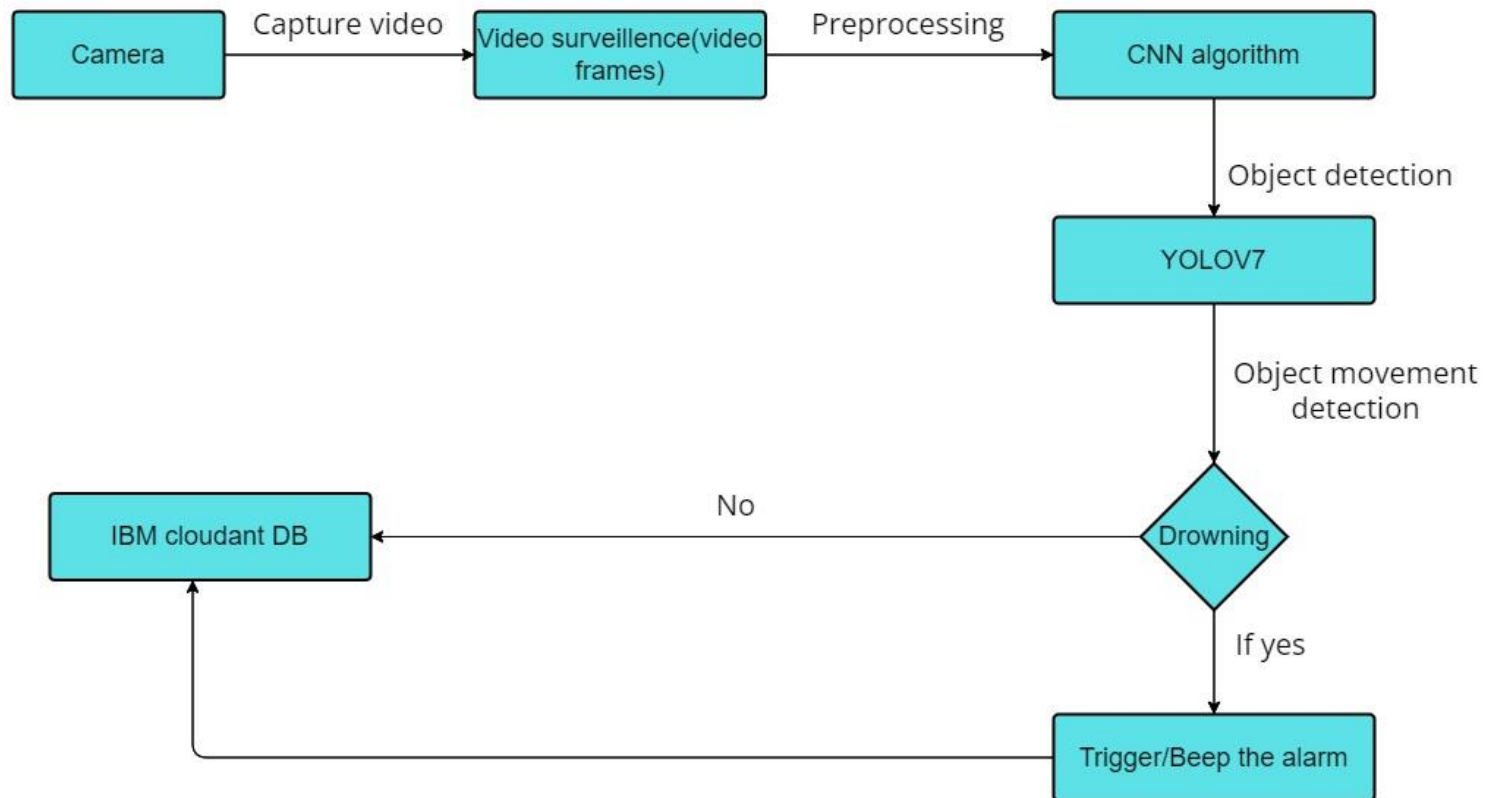 Camera
Capture video
Video surveillence(video
frames)
Preprocessing
CNN algorithm
Object detection
YOLOV7
Object movement
detection
Drowning
No
IBM cloudant DB
If yes
Trigger/Beep the alarm